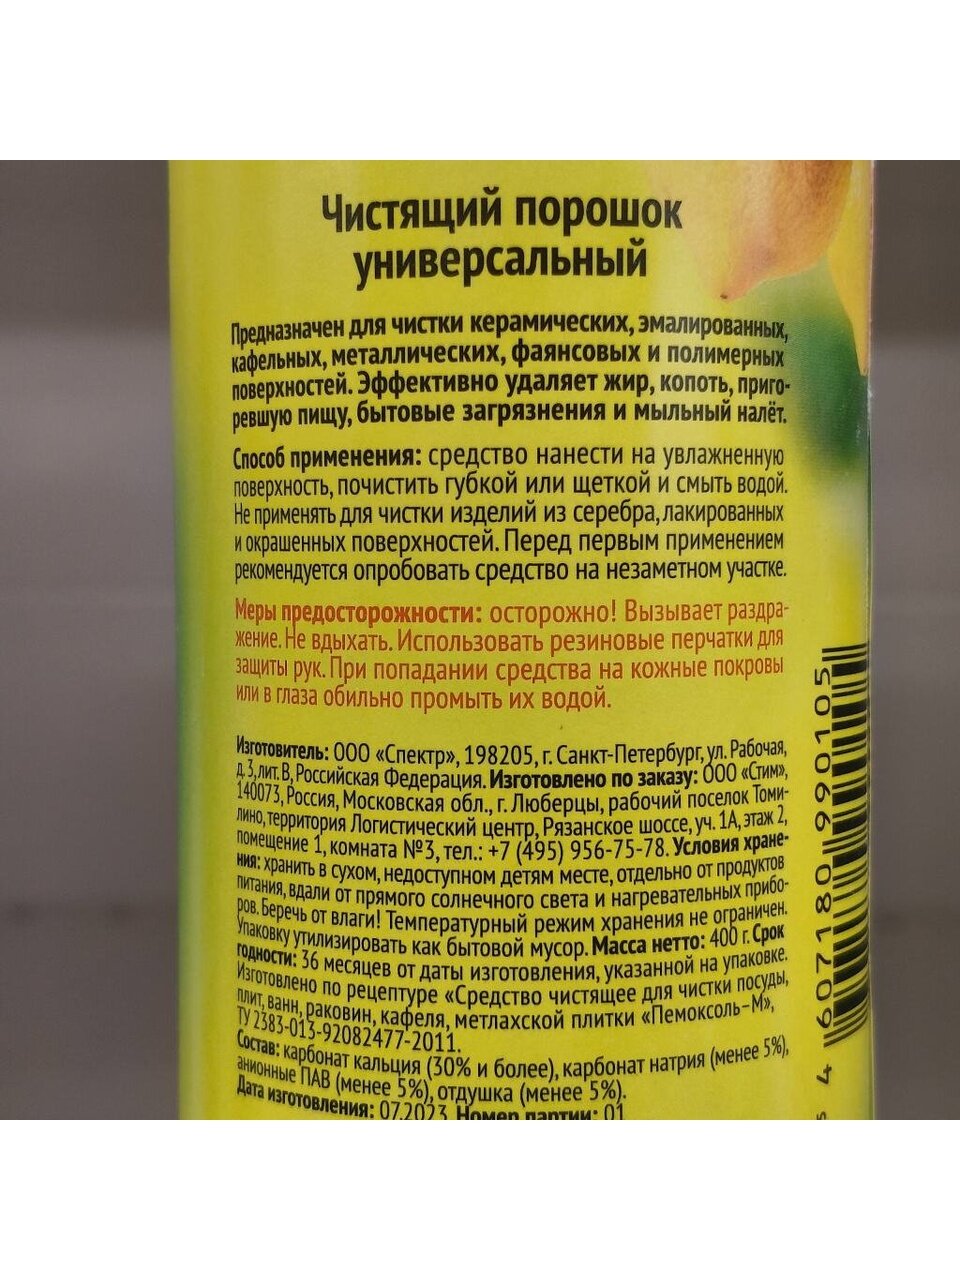 Чистящий порошок
универсальный
Предназначен для чистки керамических, эмалированных,
кафельных, металлических, фаянсовых и полимерных
поверхностей. Эффективно удаляет жир, копоть, приго-
ревшую пищу, бытовые загрязнения и мыльный налёт.
Способ применения: средство нанести на увлажненную
поверхность, почистить губкой или щеткой и смыть водой.
Не применять для чистки изделий из серебра, лакированных
и окрашенных поверхностей. Перед первым применением
рекомендуется опробовать средство на незаметном участке.
Меры предосторожности: осторожно! Вызывает раздра-
жение. Не вдыхать. Использовать резиновые перчатки для
защиты рук. При попадании средства на кожные покровы
или в глаза обильно промыть их водой.
Изготовитель: ООО «Спектр», 198205, г. Санкт-Петербург, ул. Рабочая,
д. 3, лит. В, Российская Федерация. Изготовлено по заказу: ООО «Стим»,
140073, Россия, Московская обл., г. Люберцы, рабочий поселок Томи-
лино, территория Логистический центр, Рязанское шоссе, уч. 1А, этаж 2,
помещение 1, комната №3, тел.: +7 (495) 956-75-78. Условия хране-
ния: хранить в сухом, недоступном детям месте, отдельно от продуктов
питания, вдали от прямого солнечного света и нагревательных прибо-
ров. Беречь от влаги! Температурный режим хранения не ограничен.
Упаковку утилизировать как бытовой мусор. Масса нетто: 400 г. Срок
годности: 36 месяцев от даты изготовления, указанной на упаковке.
Изготовлено по рецептуре «Средство чистящее для чистки посуды,
плит, ванн, раковин, кафеля, метлахской плитки «Пемоксоль-М»,
ТУ 2383-013-92082477-2011.
Состав: карбонат кальция (30% и более), карбонат натрия (менее 5%),
анионные ПАВ (менее 5%), отдушка (менее 5%).
Дата изготовления: 07.2023 Номер партии: 01
4 607180 990105